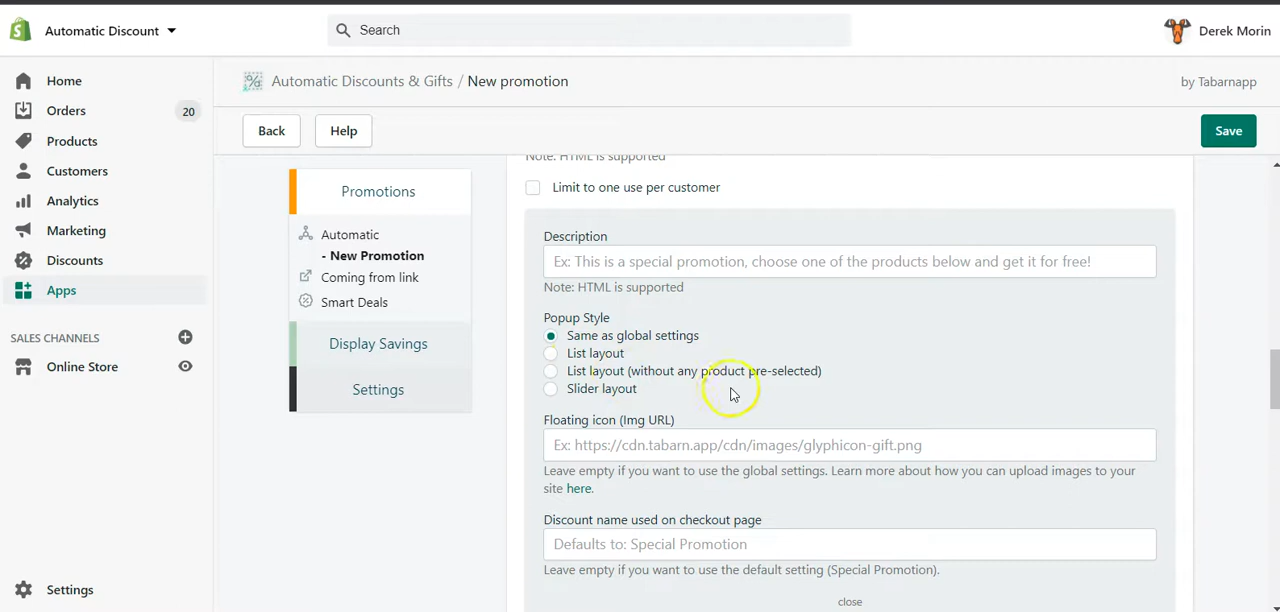 Automatic Discount
Search
Derek Morin
Home
Orders
20
Products
Customers
Analytics
Marketing
Discounts
Apps
SALES CHANNELS
Online Store
Settings
Automatic Discounts & Gifts / New promotion
by Tabarnapp
Back
Help
Save
Promotions
Automatic
- New Promotion
Coming from link
Smart Deals
Display Savings
Settings
Note: HTML is supported
Limit to one use per customer
Description
Ex: This is a special promotion, choose one of the products below and get it for free!
Note: HTML is supported
Popup Style
Same as global settings
List layout
List layout (without any product pre-selected)
Slider layout
Floating icon (Img URL)
Ex: https://cdn.tabarn.app/cdn/images/glyphicon-gift.png
Leave empty if you want to use the global settings. Learn more about how you can upload images to your
site here.
Discount name used on checkout page
Defaults to: Special Promotion
Leave empty if you want to use the default setting (Special Promotion).
close